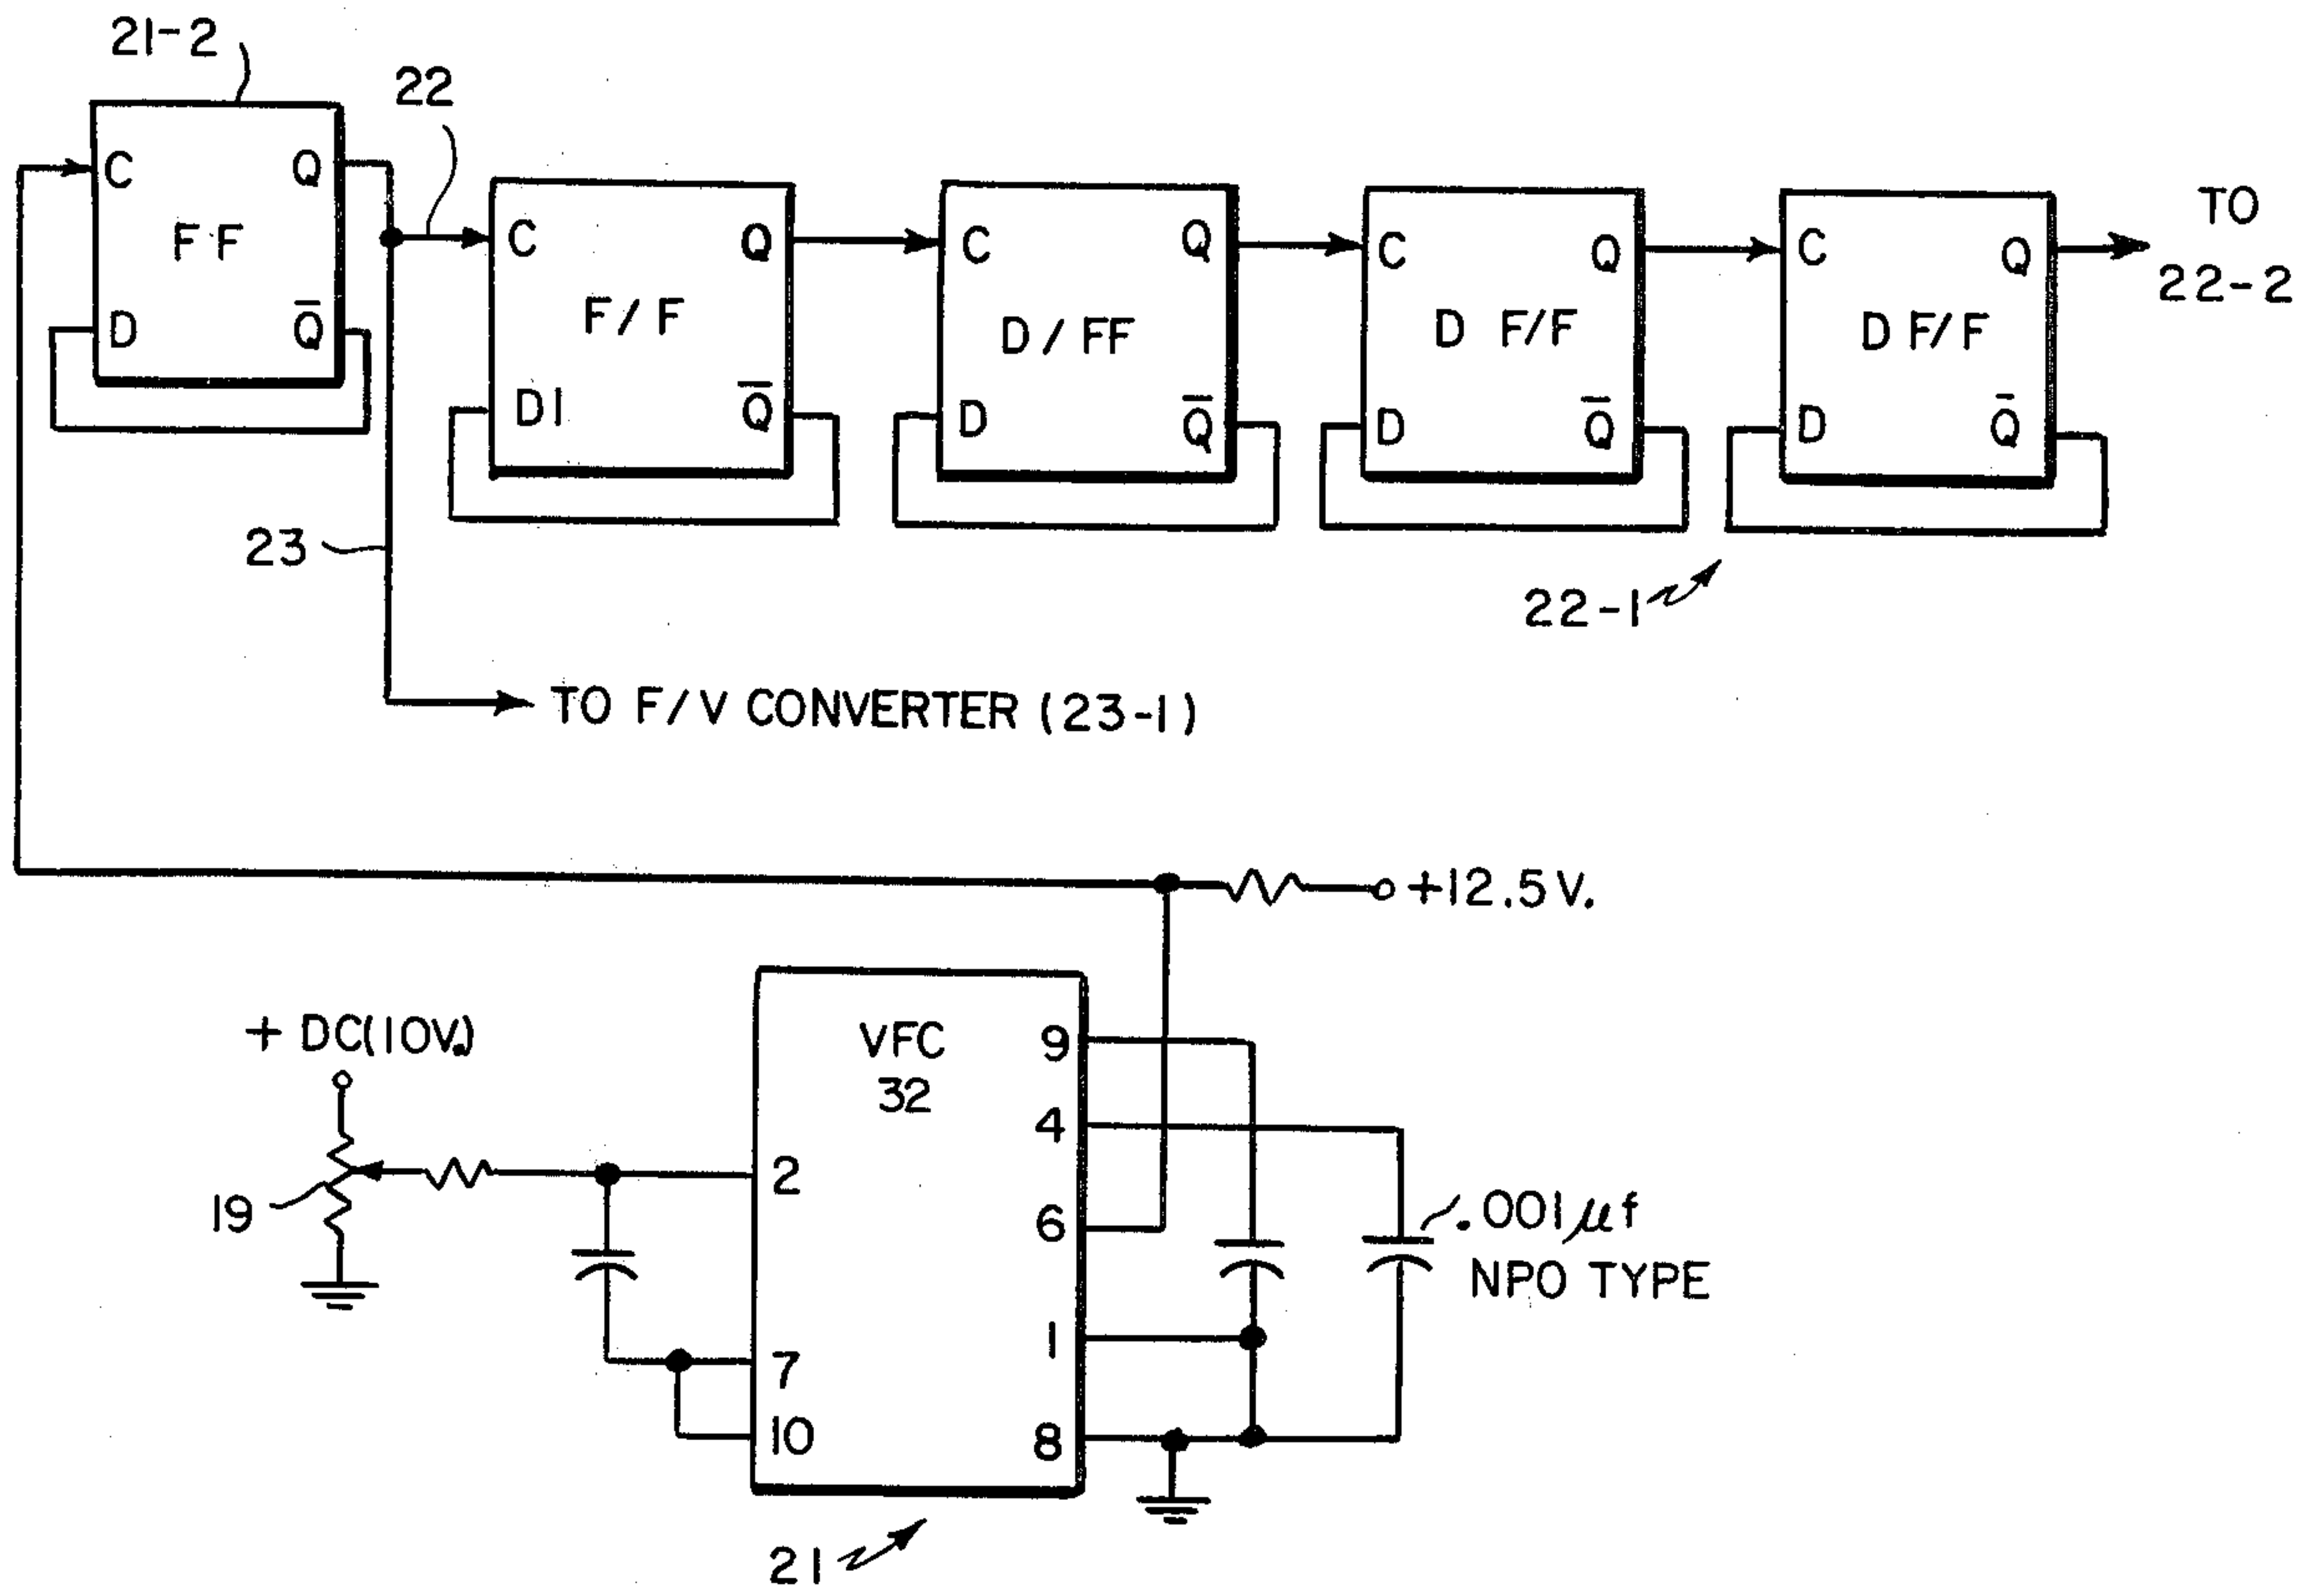 21-2
22
C
Q
FF
D
Q̅
C
Q
F/F
D1
Q̅
C
Q
D/FF
D
Q̅
C
Q
D F/F
D
Q̅
C
Q
D F/F
D
Q̅
TO
22-2
23
22-1
TO F/V CONVERTER (23-1)
+12.5V.
+ DC(10V.)
19
VFC
32
2
7
10
9
4
6
1
8
.001µf
NPO TYPE
21